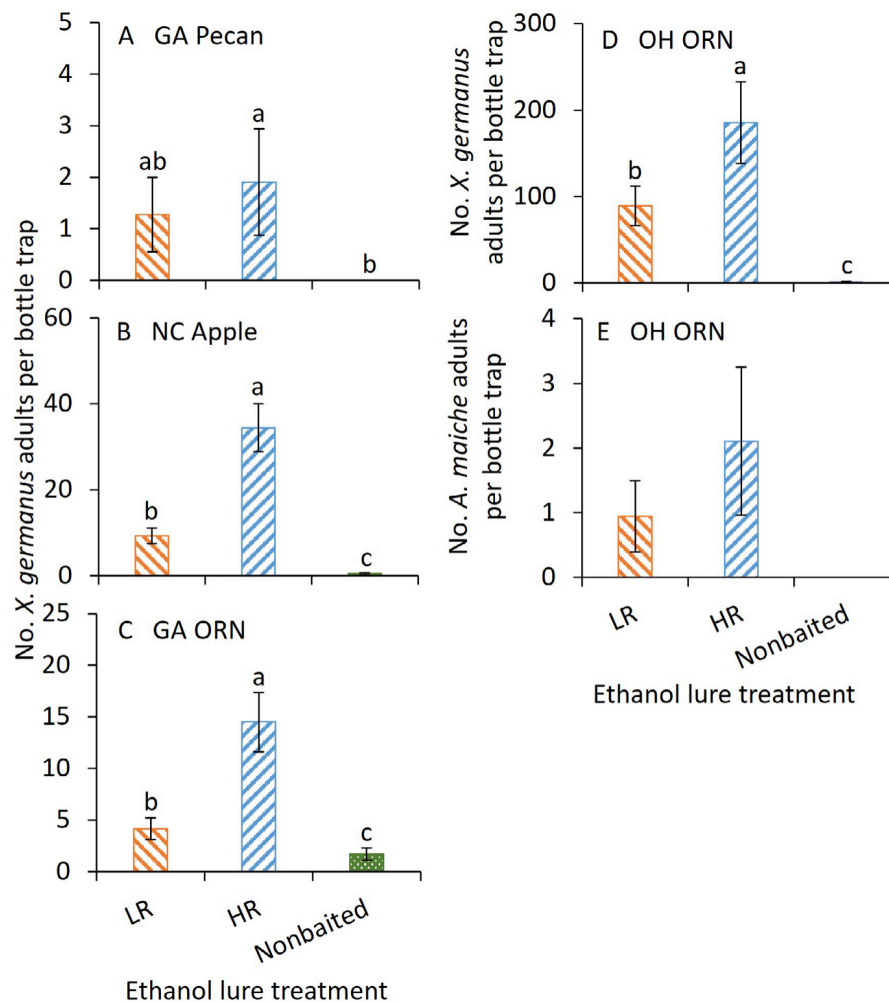 No. X. germanus adults per bottle trap
A GA Pecan
5
4
3
2
1
0
ab
a
b
B NC Apple
60
40
20
0
b
a
c
C GA ORN
25
20
15
10
5
0
b
a
c
LR
HR
Nonbaited
Ethanol lure treatment
No. X. germanus
adults per bottle trap
D OH ORN
300
200
100
0
b
a
c
No. A. maiche adults
per bottle trap
E OH ORN
4
3
2
1
0
LR
HR
Nonbaited
Ethanol lure treatment